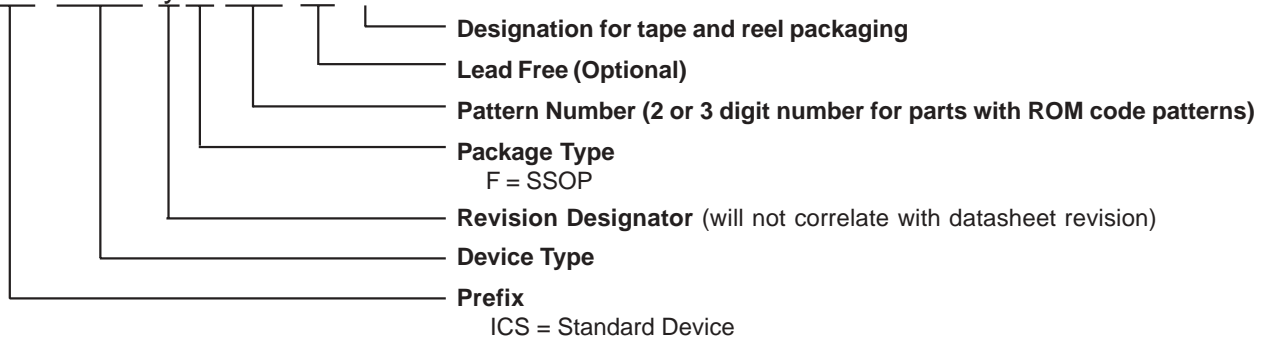 Designation for tape and reel packaging
Lead Free (Optional)
Pattern Number (2 or 3 digit number for parts with ROM code patterns)
Package Type
F = SSOP
Revision Designator (will not correlate with datasheet revision)
Device Type
Prefix
ICS = Standard Device